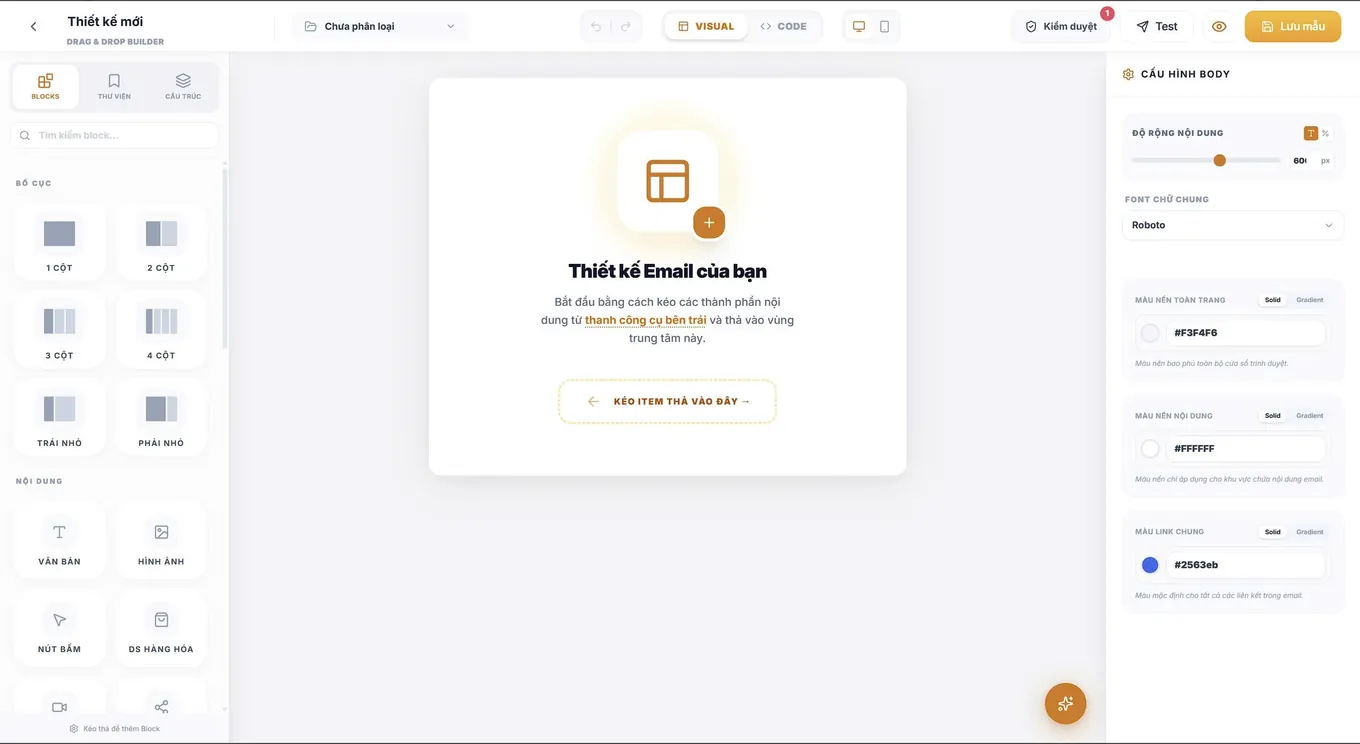 Thiết kế mới
DRAG & DROP BUILDER
Chưa phân loại
VISUAL
CODE
Kiểm duyệt
1
Test
Lưu mẫu
BLOCKS
THƯ VIỆN
CẤU TRÚC
Tìm kiếm block...
BỐ CỤC
1 CỘT
2 CỘT
3 CỘT
4 CỘT
TRÁI NHỎ
PHẢI NHỎ
NỘI DUNG
VĂN BẢN
HÌNH ẢNH
NÚT BẤM
DS HÀNG HÓA
Kéo thả để thêm Block
Thiết kế Email của bạn
Bắt đầu bằng cách kéo các thành phần nội
dung từ thanh công cụ bên trái và thả vào vùng
trung tâm này.
← KÉO ITEM THẢ VÀO ĐÂY →
CẤU HÌNH BODY
ĐỘ RỘNG NỘI DUNG
T %
px
FONT CHỮ CHUNG
Roboto
MÀU NỀN TOÀN TRANG
Solid Gradient
#F3F4F6
Màu nền bao phủ toàn bộ cửa sổ trình duyệt.
MÀU NỀN NỘI DUNG
Solid Gradient
#FFFFFF
Màu nền chỉ áp dụng cho khu vực chứa nội dung email.
MÀU LINK CHUNG
Solid Gradient
#2563eb
Màu mặc định cho tất cả các liên kết trong email.